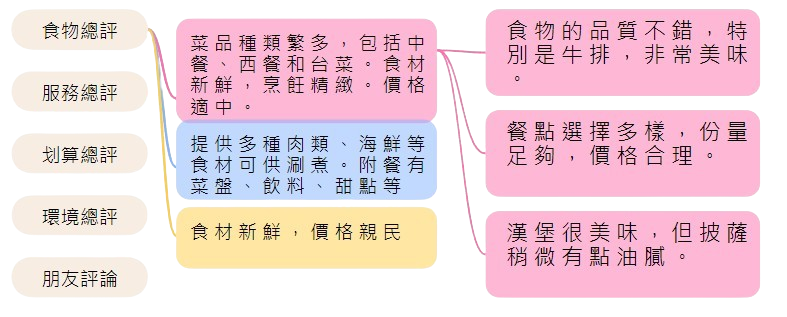 食物總評
服務總評
划算總評
環境總評
朋友評論
菜品種類繁多，包括中
餐、西餐和台菜。食材
新鮮，烹飪精緻。價格
適中。
提供多種肉類、海鮮等
食材可供涮煮。附餐有
菜盤、飲料、甜點等
食材新鮮，價格親民
食物的品質不錯，特
別是牛排，非常美味
。
餐點選擇多樣，份量
足夠，價格合理。
漢堡很美味，但披薩
稍微有點油膩。